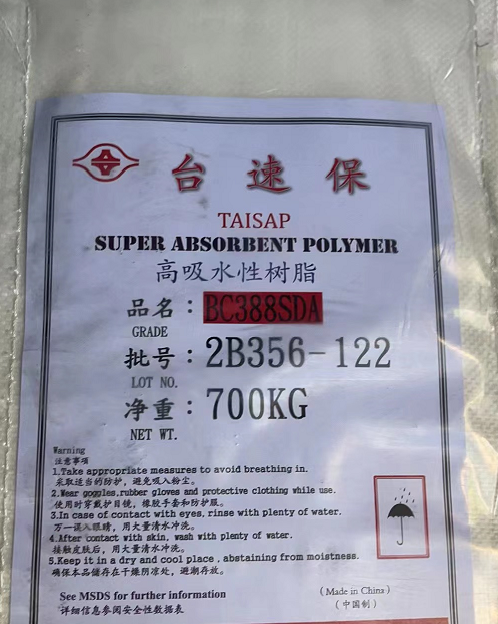 台速保
TAISAP
SUPER ABSORBENT POLYMER
高吸水性树脂
品名：BC388SDA
GRADE
批号：2B356-122
LOT NO.
净重：700KG
NET WT.
Warning
注意事项
1.Take appropriate measures to avoid breathing in.
采取适当的防护，避免吸入粉尘。
2.Wear goggles,rubber gloves and protective clothing while use.
使用时穿戴护目镜，橡胶手套和防护服。
3.In case of contact with eyes, rinse with plenty of water.
万一误入眼睛，用大量清水冲洗。
4.After contact with skin, wash with plenty of water.
接触皮肤后，用大量清水冲洗。
5.Keep it in a dry and cool place , abstaining from moistness.
确保本品储存在干燥阴凉处，避潮存放。
See MSDS for further information
详细信息参阅安全性数据表
(Made in China)
(中国制)